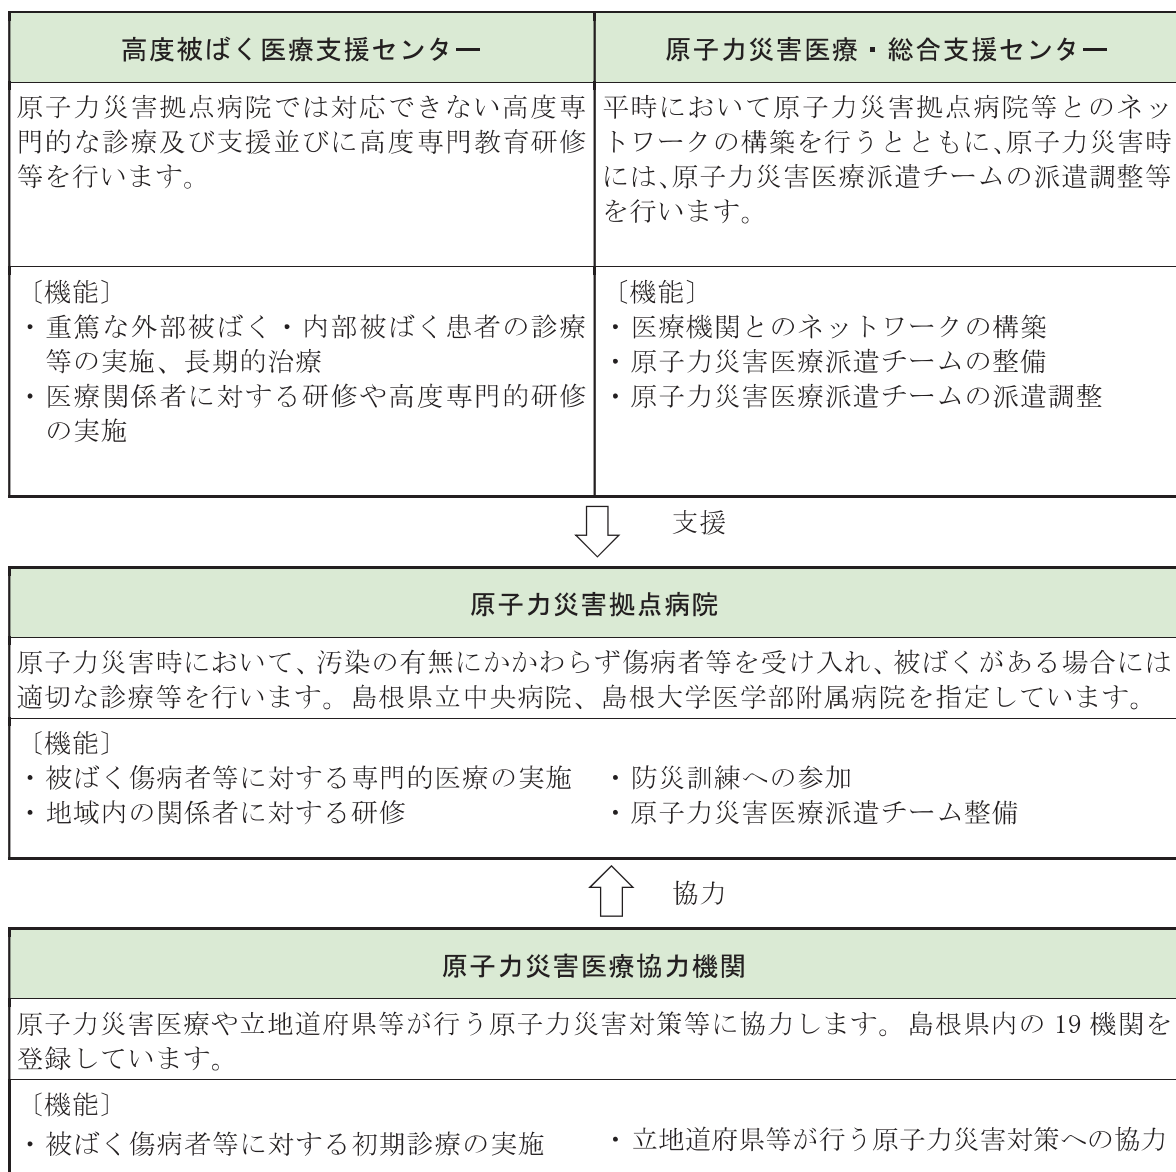 高度被ばく医療支援センター
原子力災害拠点病院では対応できない高度専
門的な診療及び支援並びに高度専門教育研修
等を行います。
〔機能〕
・重篤な外部被ばく・内部被ばく患者の診療
等の実施、長期的治療
・医療関係者に対する研修や高度専門的研修
の実施
原子力災害医療・総合支援センター
平時において原子力災害拠点病院等とのネッ
トワークの構築を行うとともに、原子力災害時
には、原子力災害医療派遣チームの派遣調整等
を行います。
〔機能〕
・医療機関とのネットワークの構築
・原子力災害医療派遣チームの整備
・原子力災害医療派遣チームの派遣調整
支援
原子力災害拠点病院
原子力災害時において、汚染の有無にかかわらず傷病者等を受け入れ、被ばくがある場合には
適切な診療等を行います。島根県立中央病院、島根大学医学部附属病院を指定しています。
〔機能〕
・被ばく傷病者等に対する専門的医療の実施
・地域内の関係者に対する研修
・防災訓練への参加
・原子力災害医療派遣チーム整備
協力
原子力災害医療協力機関
原子力災害医療や立地道府県等が行う原子力災害対策等に協力します。島根県内の 19 機関を
登録しています。
〔機能〕
・被ばく傷病者等に対する初期診療の実施
・立地道府県等が行う原子力災害対策への協力